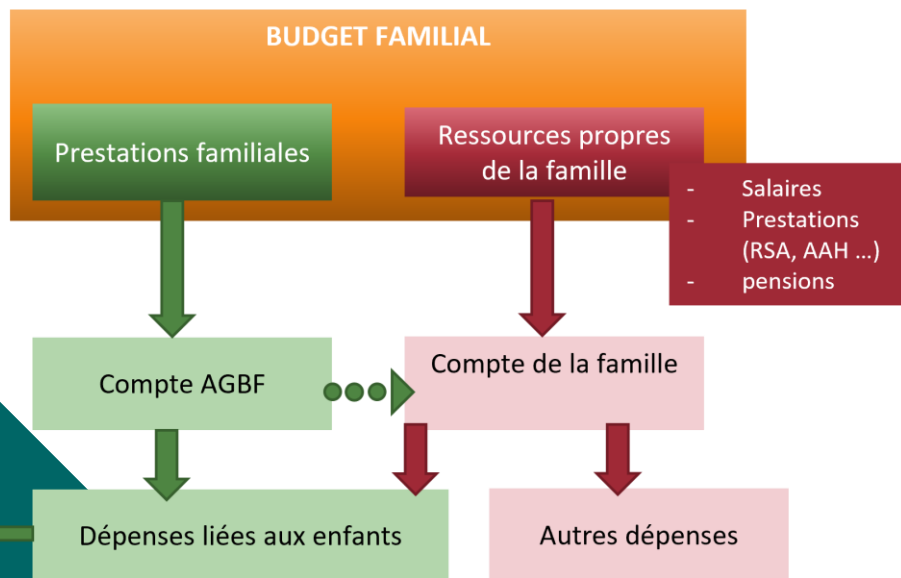 BUDGET FAMILIAL
Prestations familiales
Ressources propres
de la famille
- Salaires
- Prestations
(RSA, AAH ...)
- pensions
Compte AGBF
Compte de la famille
Dépenses liées aux enfants
Autres dépenses